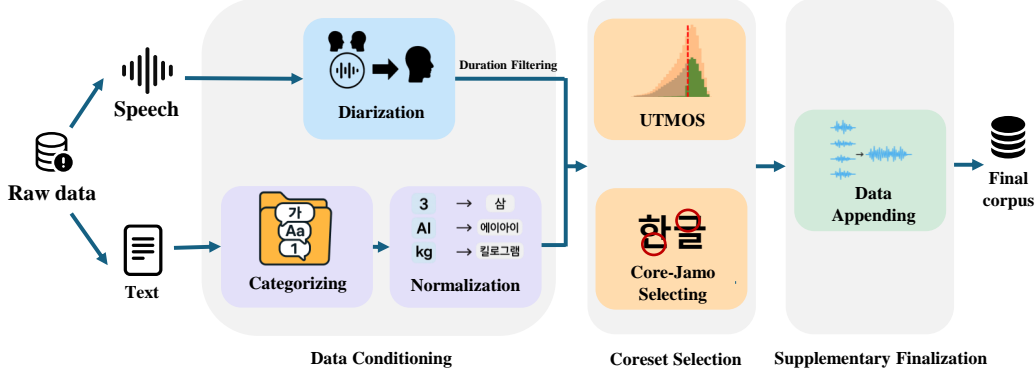 Raw data
Speech
Text
Diarization
Duration Filtering
가
Aa
1
Categorizing
3 → 삼
AI → 에이아이
kg → 킬로그램
Normalization
Data Conditioning
UTMOS
한글
Core-Jamo
Selecting
Coreset Selection
Data
Appending
Supplementary Finalization
Final
corpus